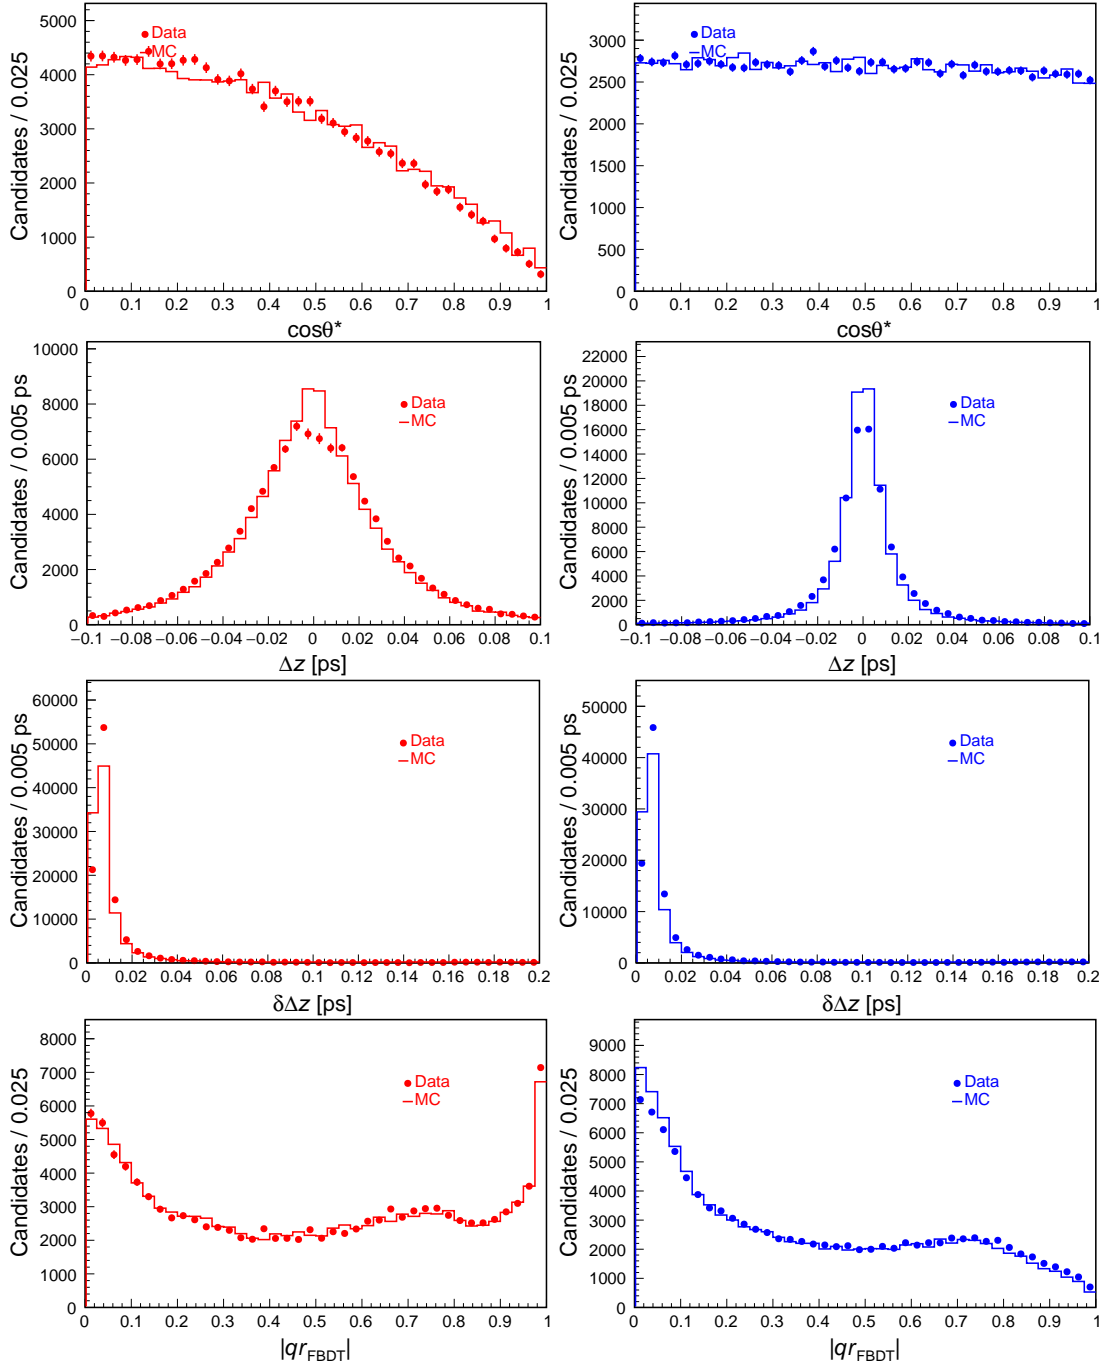 Candidates / 0.025
5000
4000
3000
2000
1000
0
Data
MC
0 0.1 0.2 0.3 0.4 0.5 0.6 0.7 0.8 0.9 1
cosθ*
Candidates / 0.025
3000
2500
2000
1500
1000
500
0
Data
MC
0 0.1 0.2 0.3 0.4 0.5 0.6 0.7 0.8 0.9 1
cosθ*
Candidates / 0.005 ps
10000
8000
6000
4000
2000
0
Data
MC
−0.1 −0.08 −0.06 −0.04 −0.02 0 0.02 0.04 0.06 0.08 0.1
Δz [ps]
Candidates / 0.005 ps
22000
20000
18000
16000
14000
12000
10000
8000
6000
4000
2000
0
Data
MC
−0.1 −0.08 −0.06 −0.04 −0.02 0 0.02 0.04 0.06 0.08 0.1
Δz [ps]
Candidates / 0.005 ps
60000
50000
40000
30000
20000
10000
0
Data
MC
0 0.02 0.04 0.06 0.08 0.1 0.12 0.14 0.16 0.18 0.2
δΔz [ps]
Candidates / 0.005 ps
50000
40000
30000
20000
10000
0
Data
MC
0 0.02 0.04 0.06 0.08 0.1 0.12 0.14 0.16 0.18 0.2
δΔz [ps]
Candidates / 0.025
8000
7000
6000
5000
4000
3000
2000
1000
0
Data
MC
0 0.1 0.2 0.3 0.4 0.5 0.6 0.7 0.8 0.9 1
|qr_FBDT|
Candidates / 0.025
9000
8000
7000
6000
5000
4000
3000
2000
1000
0
Data
MC
0 0.1 0.2 0.3 0.4 0.5 0.6 0.7 0.8 0.9 1
|qr_FBDT|